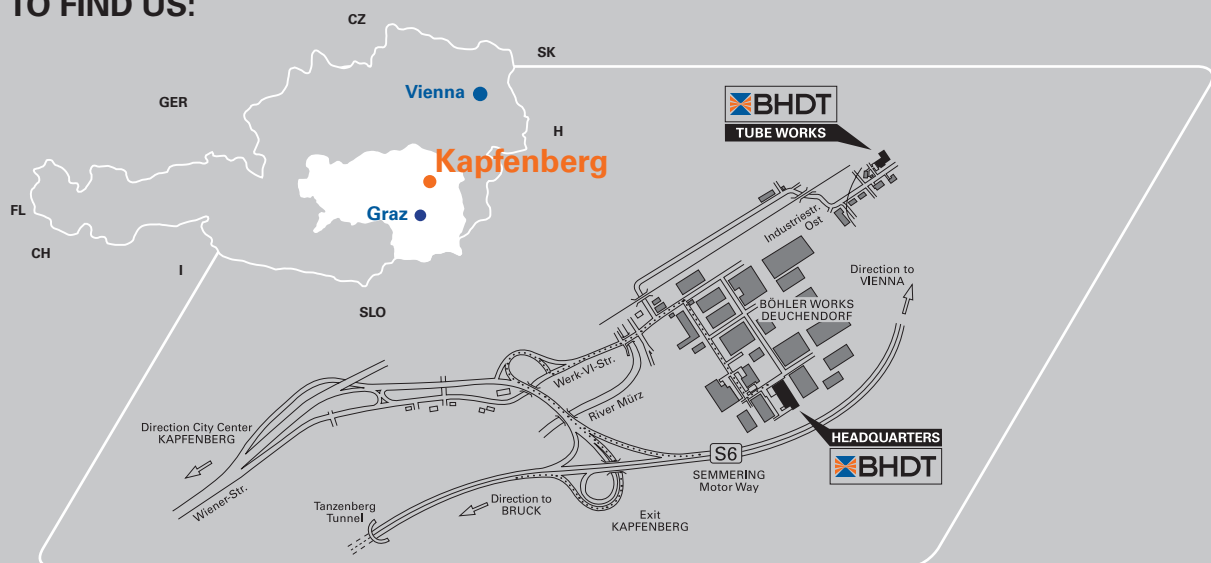 TO FIND US:
CZ
SK
GER
Vienna
H
BHDT
TUBE WORKS
Kapfenberg
FL
Graz
CH
I
SLO
Industriestr.
Ost
Direction to
VIENNA
BÖHLER WORKS
DEUCHENDORF
Werk-VI-Str.
River Mürz
Direction City Center
KAPFENBERG
HEADQUARTERS
BHDT
S6
SEMMERING
Motor Way
Wiener-Str.
Tanzenberg
Tunnel
Direction to
BRUCK
Exit
KAPFENBERG